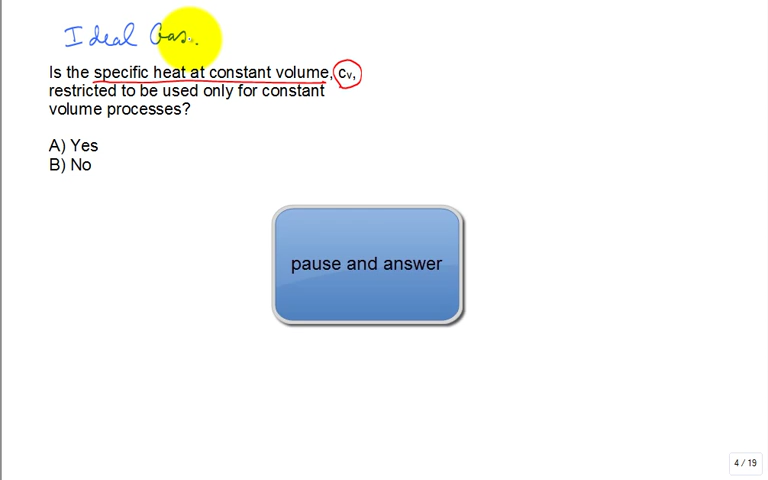 Ideal Gas.
Is the specific heat at constant volume, cv,
restricted to be used only for constant
volume processes?
A) Yes
B) No
pause and answer
4 / 19